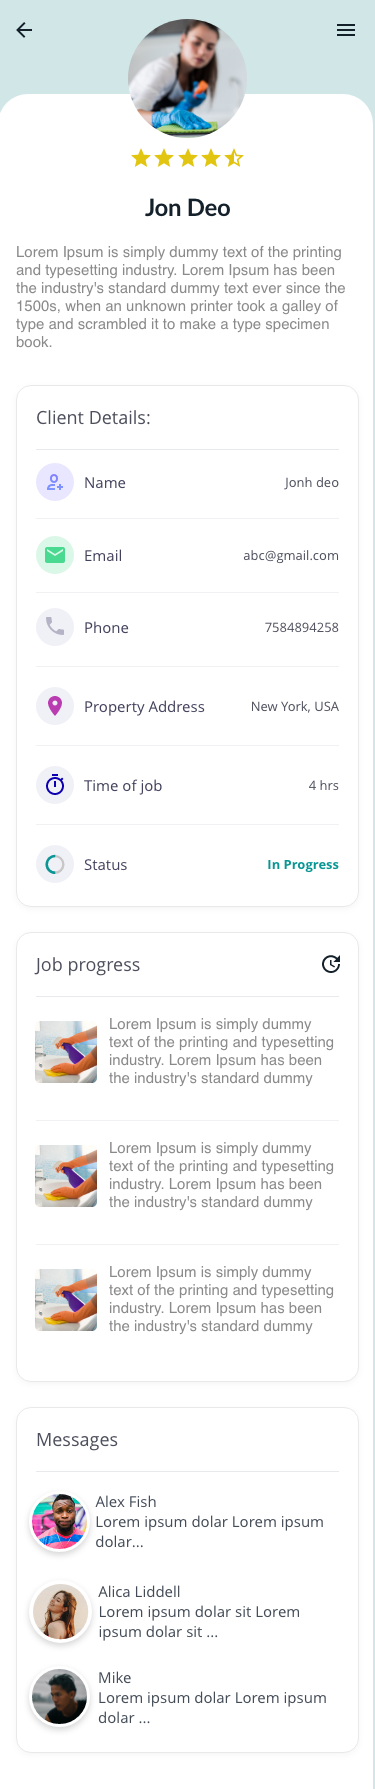 Jon Deo
Lorem Ipsum is simply dummy text of the printing
and typesetting industry. Lorem Ipsum has been
the industry's standard dummy text ever since the
1500s, when an unknown printer took a galley of
type and scrambled it to make a type specimen
book.
Client Details:
Name Jonh deo
Email abc@gmail.com
Phone 7584894258
Property Address New York, USA
Time of job 4 hrs
Status In Progress
Job progress
Lorem Ipsum is simply dummy
text of the printing and typesetting
industry. Lorem Ipsum has been
the industry's standard dummy
Lorem Ipsum is simply dummy
text of the printing and typesetting
industry. Lorem Ipsum has been
the industry's standard dummy
Lorem Ipsum is simply dummy
text of the printing and typesetting
industry. Lorem Ipsum has been
the industry's standard dummy
Messages
Alex Fish
Lorem ipsum dolar Lorem ipsum
dolar...
Alica Liddell
Lorem ipsum dolar sit Lorem
ipsum dolar sit ...
Mike
Lorem ipsum dolar Lorem ipsum
dolar ...